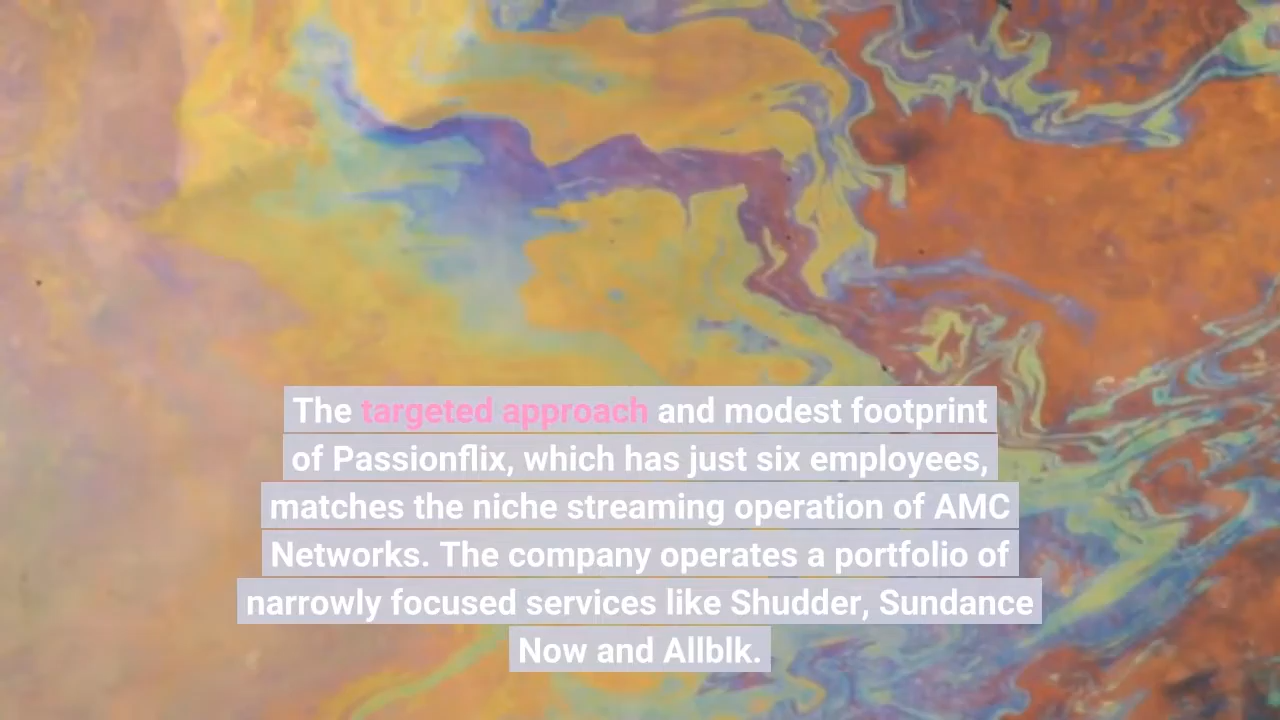 The targeted approach and modest footprint
of Passionflix, which has just six employees,
matches the niche streaming operation of AMC
Networks. The company operates a portfolio of
narrowly focused services like Shudder, Sundance
Now and Allblk.